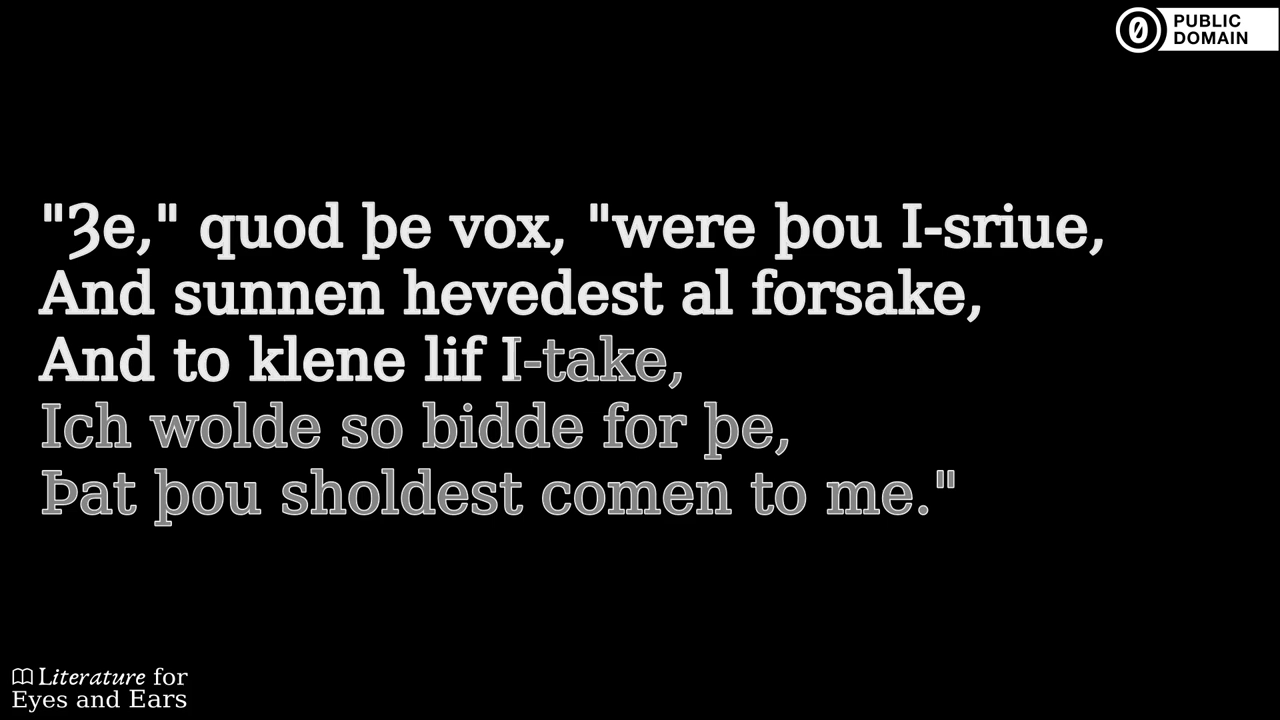 PUBLIC
DOMAIN
"Ȝe," quod þe vox, "were þou I-sriue,
And sunnen hevedest al forsake,
And to klene lif I-take,
Ich wolde so bidde for þe,
Þat þou sholdest comen to me."
Literature for
Eyes and Ears